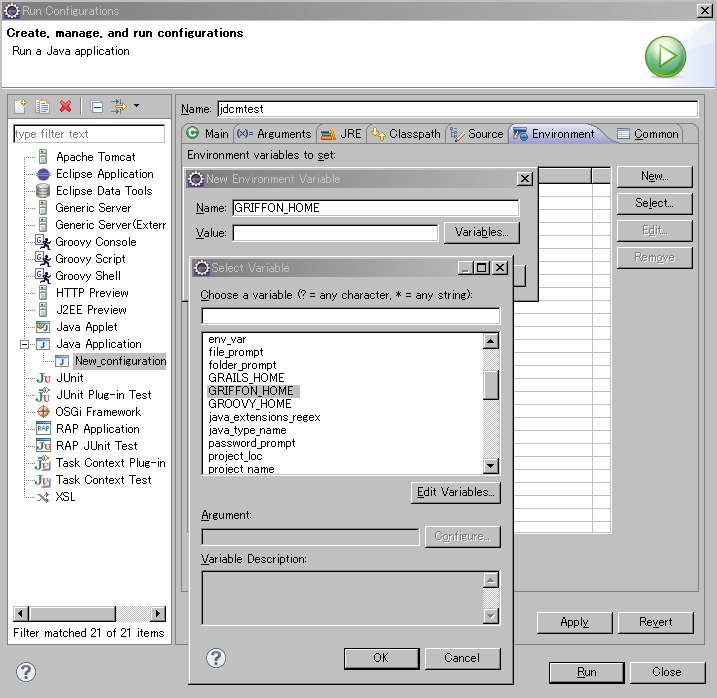 Run Configurations
Create, manage, and run configurations
Run a Java application
type filter text
Apache Tomcat
Eclipse Application
Eclipse Data Tools
Generic Server
Generic Server(Extern
Groovy Console
Groovy Script
Groovy Shell
HTTP Preview
J2EE Preview
Java Applet
Java Application
New_configuration
JUnit
JUnit Plug-in Test
OSGi Framework
RAP Application
RAP JUnit Test
Task Context Plug-in
Task Context Test
XSL
Filter matched 21 of 21 items
Name: jdcmtest
Main (x)= Arguments JRE Classpath Source Environment Common
Environment variables to set:
New...
Select...
Edit...
Remove
New Environment Variable
Name: GRIFFON_HOME
Value: Variables...
Select Variable
Choose a variable (? = any character, * = any string):
env_var
file_prompt
folder_prompt
GRAILS_HOME
GRIFFON_HOME
GROOVY_HOME
java_extensions_regex
java_type_name
password_prompt
project_loc
project_name
Edit Variables...
Argument:
Configure...
Variable Description:
OK Cancel
Apply Revert
Run Close